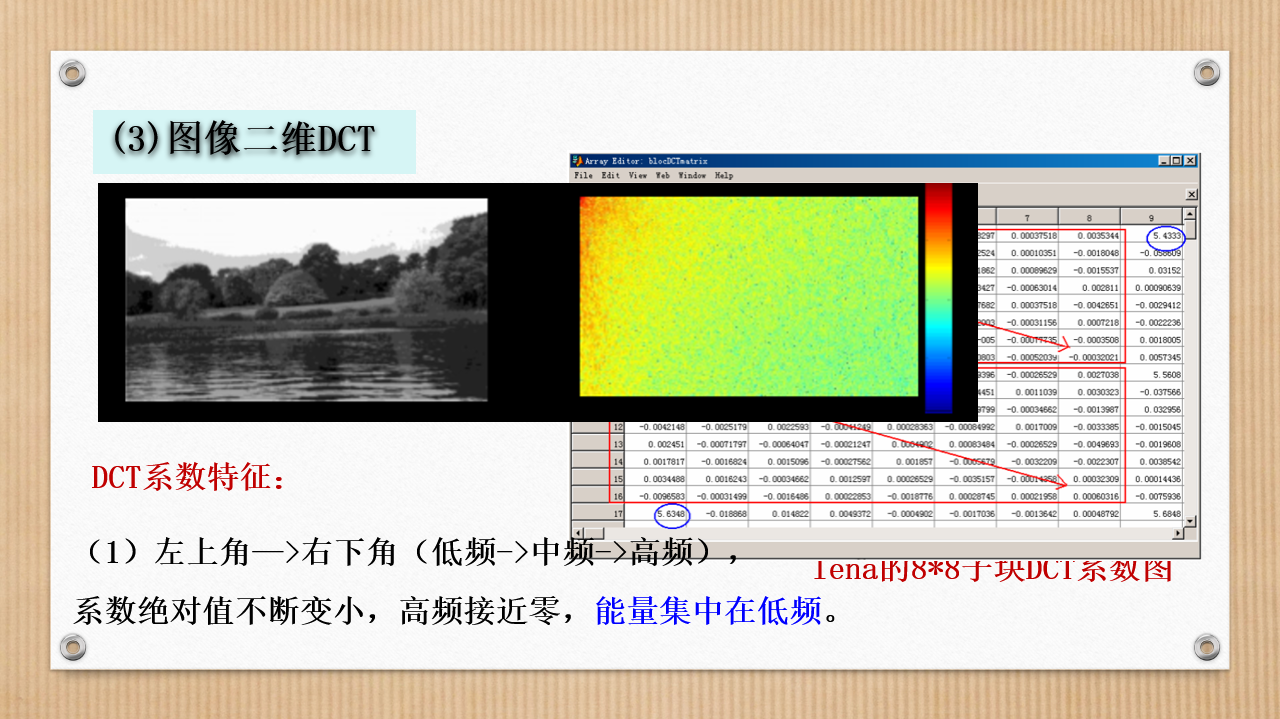 (3)图像二维DCT
Array Editor: blocDCTmatrix
File Edit View Web Window Help
7 8 9
0.00037518 0.0035344 5.4333
0.00010351 -0.0018048 -0.058609
0.00089629 -0.0015537 0.03152
-0.00063014 0.002811 0.00090639
0.00037518 -0.0042651 -0.0029412
-0.00031156 0.0007218 -0.0022236
-0.00077735 -0.0003508 0.0018005
-0.00052039 -0.00032021 0.0057345
-0.00026529 0.0027038 5.5608
0.0011039 0.0030323 -0.037566
-0.00034662 -0.0013987 0.032956
12 -0.0042148 -0.0025179 0.0022593 -0.00041249 0.00028363 -0.00084992 0.0017009 -0.0033385 -0.0015045
13 0.002451 -0.00071797 -0.00064047 -0.00021247 0.0004902 0.00083484 -0.00026529 -0.0049693 -0.0019608
14 0.0017817 -0.0016824 0.0015096 -0.00027562 0.001857 -0.0005679 -0.0032209 -0.0022307 0.0038542
15 0.0034488 0.0016243 -0.00034662 0.0012597 0.00026529 -0.0035157 -0.00014358 0.00032309 0.00014436
16 -0.0096583 -0.00031499 -0.0016486 0.00022853 -0.0018776 0.00028745 0.00021958 0.00060316 -0.0075936
17 5.6348 -0.018868 0.014822 0.0049372 -0.0004902 -0.0017036 -0.0013642 0.00048792 5.6848
DCT系数特征：
（1）左上角—>右下角（低频->中频->高频），
lena的8*8子块DCT系数图
系数绝对值不断变小，高频接近零，能量集中在低频。